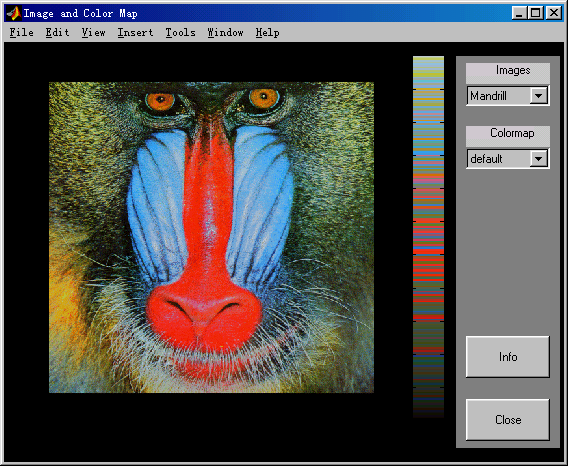 Image and Color Map
File Edit View Insert Tools Window Help
Images
Mandrill
Colormap
default
Info
Close